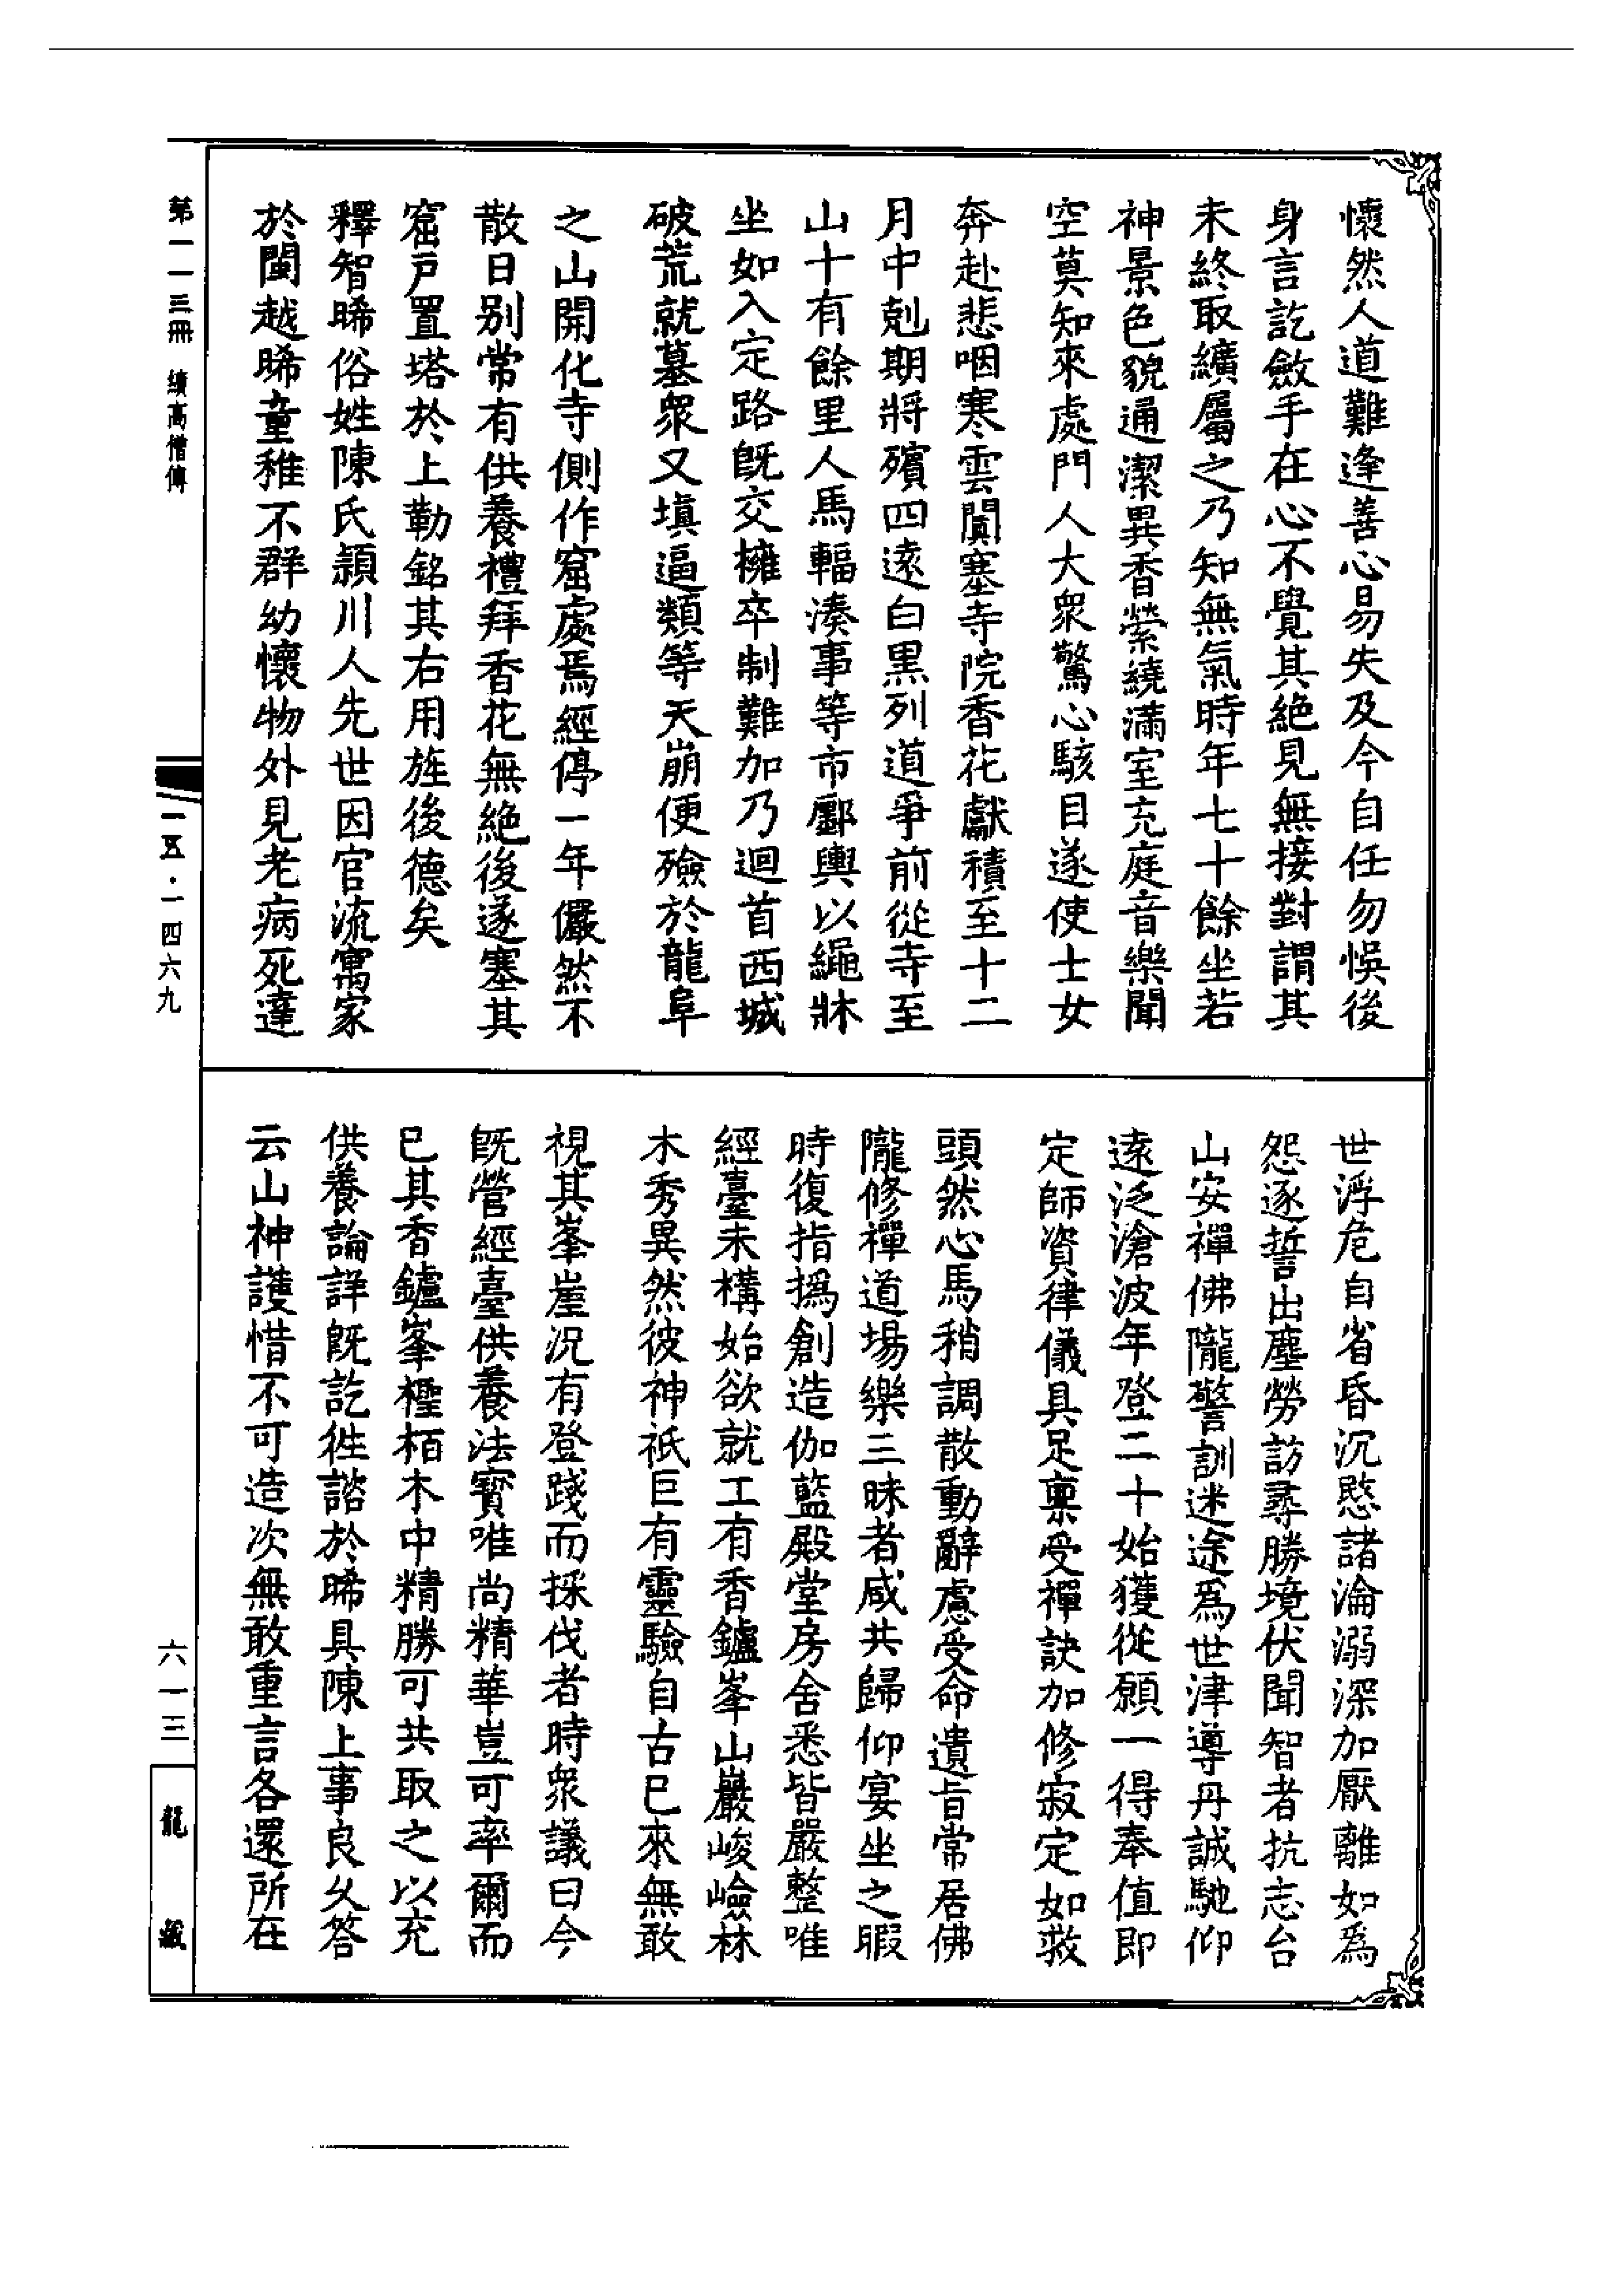 懷然人道難逢善心易失及今自任勿悞後
身言訖斂手在心不覺其絶見無接對謂其
未終取纊屬之乃知無氣時年七十餘坐若
神景色貌通潔異香縈繞滿室充庭音樂聞
空莫知來處門人大衆驚心駭目遂使士女
奔赴悲咽寒雲闐塞寺院香花獻積至十二
月中剋期將殯四遠白黒列道爭前從寺至
山十有餘里人馬輻湊事等市鄽輿以繩牀
坐如入定路旣交擁卒制難加乃迴首西城
破荒就墓衆又填逼類等天崩便殮於龍阜
之山開化寺側作窟處焉經停一年儼然不
散日别常有供養禮拜香花無絶後遂塞其
窟戸置塔於上勒銘其右用旌後德矣
釋智晞俗姓陳氏潁川人先世因官流寓家
於閩越晞童稚不群幼懷物外見老病死達
世浮危自省昏沉愍諸淪溺深加厭離如爲
怨逐誓出塵勞訪尋勝境伏聞智者抗志台
山安禪佛隴警訓迷途爲世津導丹誠馳仰
遠泛滄波年登二十始獲從願一得奉值即
定師資律儀具足稟受禪訣加修寂定如救
頭然心馬稍調散動辭慮受命遺旨常居佛
隴修禪道場樂三昧者咸共歸仰宴坐之暇
時復指撝創造伽藍殿堂房舍悉皆嚴整唯
經臺未構始欲就工有香鑪峯山巖峻嶮林
木秀異然彼神祇巨有靈驗自古已來無敢
視其峯崖況有登踐而採伐者時衆議曰今
旣營經臺供養法寳唯尚精華豈可率爾而
已其香鑪峯檉栢木中精勝可共取之以充
供養論詳旣訖徃諮於晞具陳上事良久答
云山神護惜不可造次無敢重言各還所在
第一一三冊 續高僧傳
一五·一四六九
六一三
龍藏